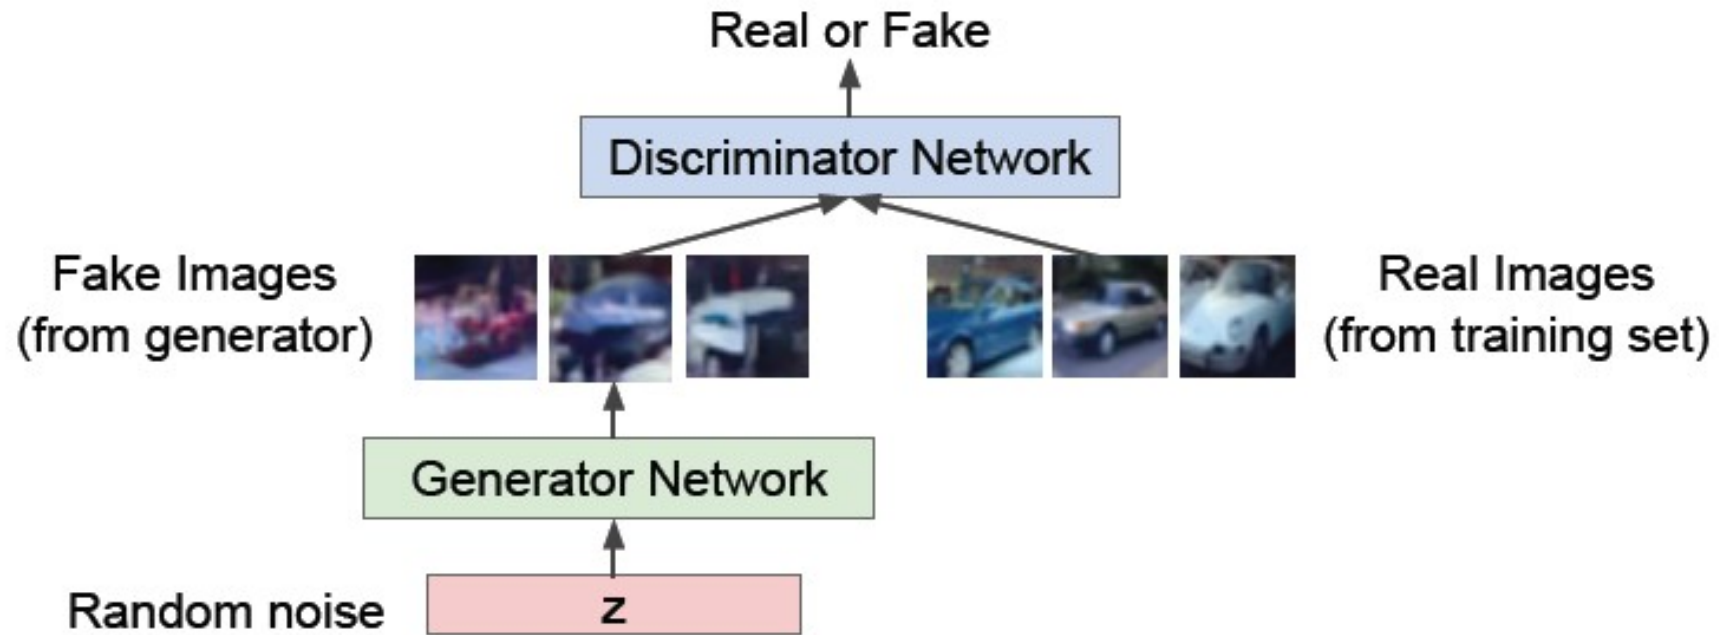 Real or Fake
Discriminator Network
Fake Images
(from generator)
Real Images
(from training set)
Generator Network
Random noise
z